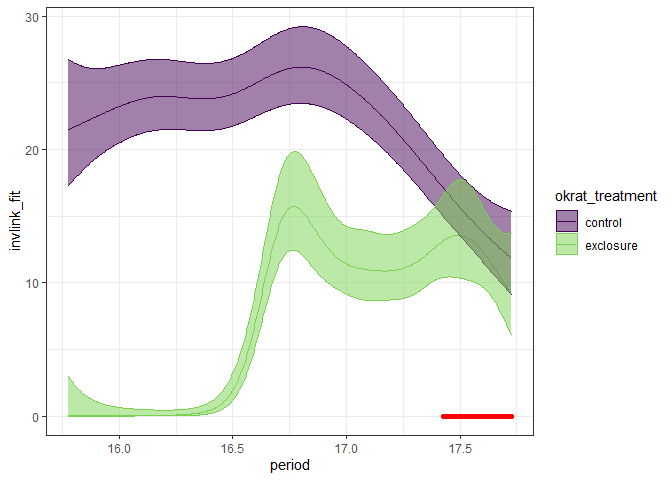 30
20
10
0
invlink_fit
16.0 16.5 17.0 17.5
period
okrat_treatment
control
exclosure